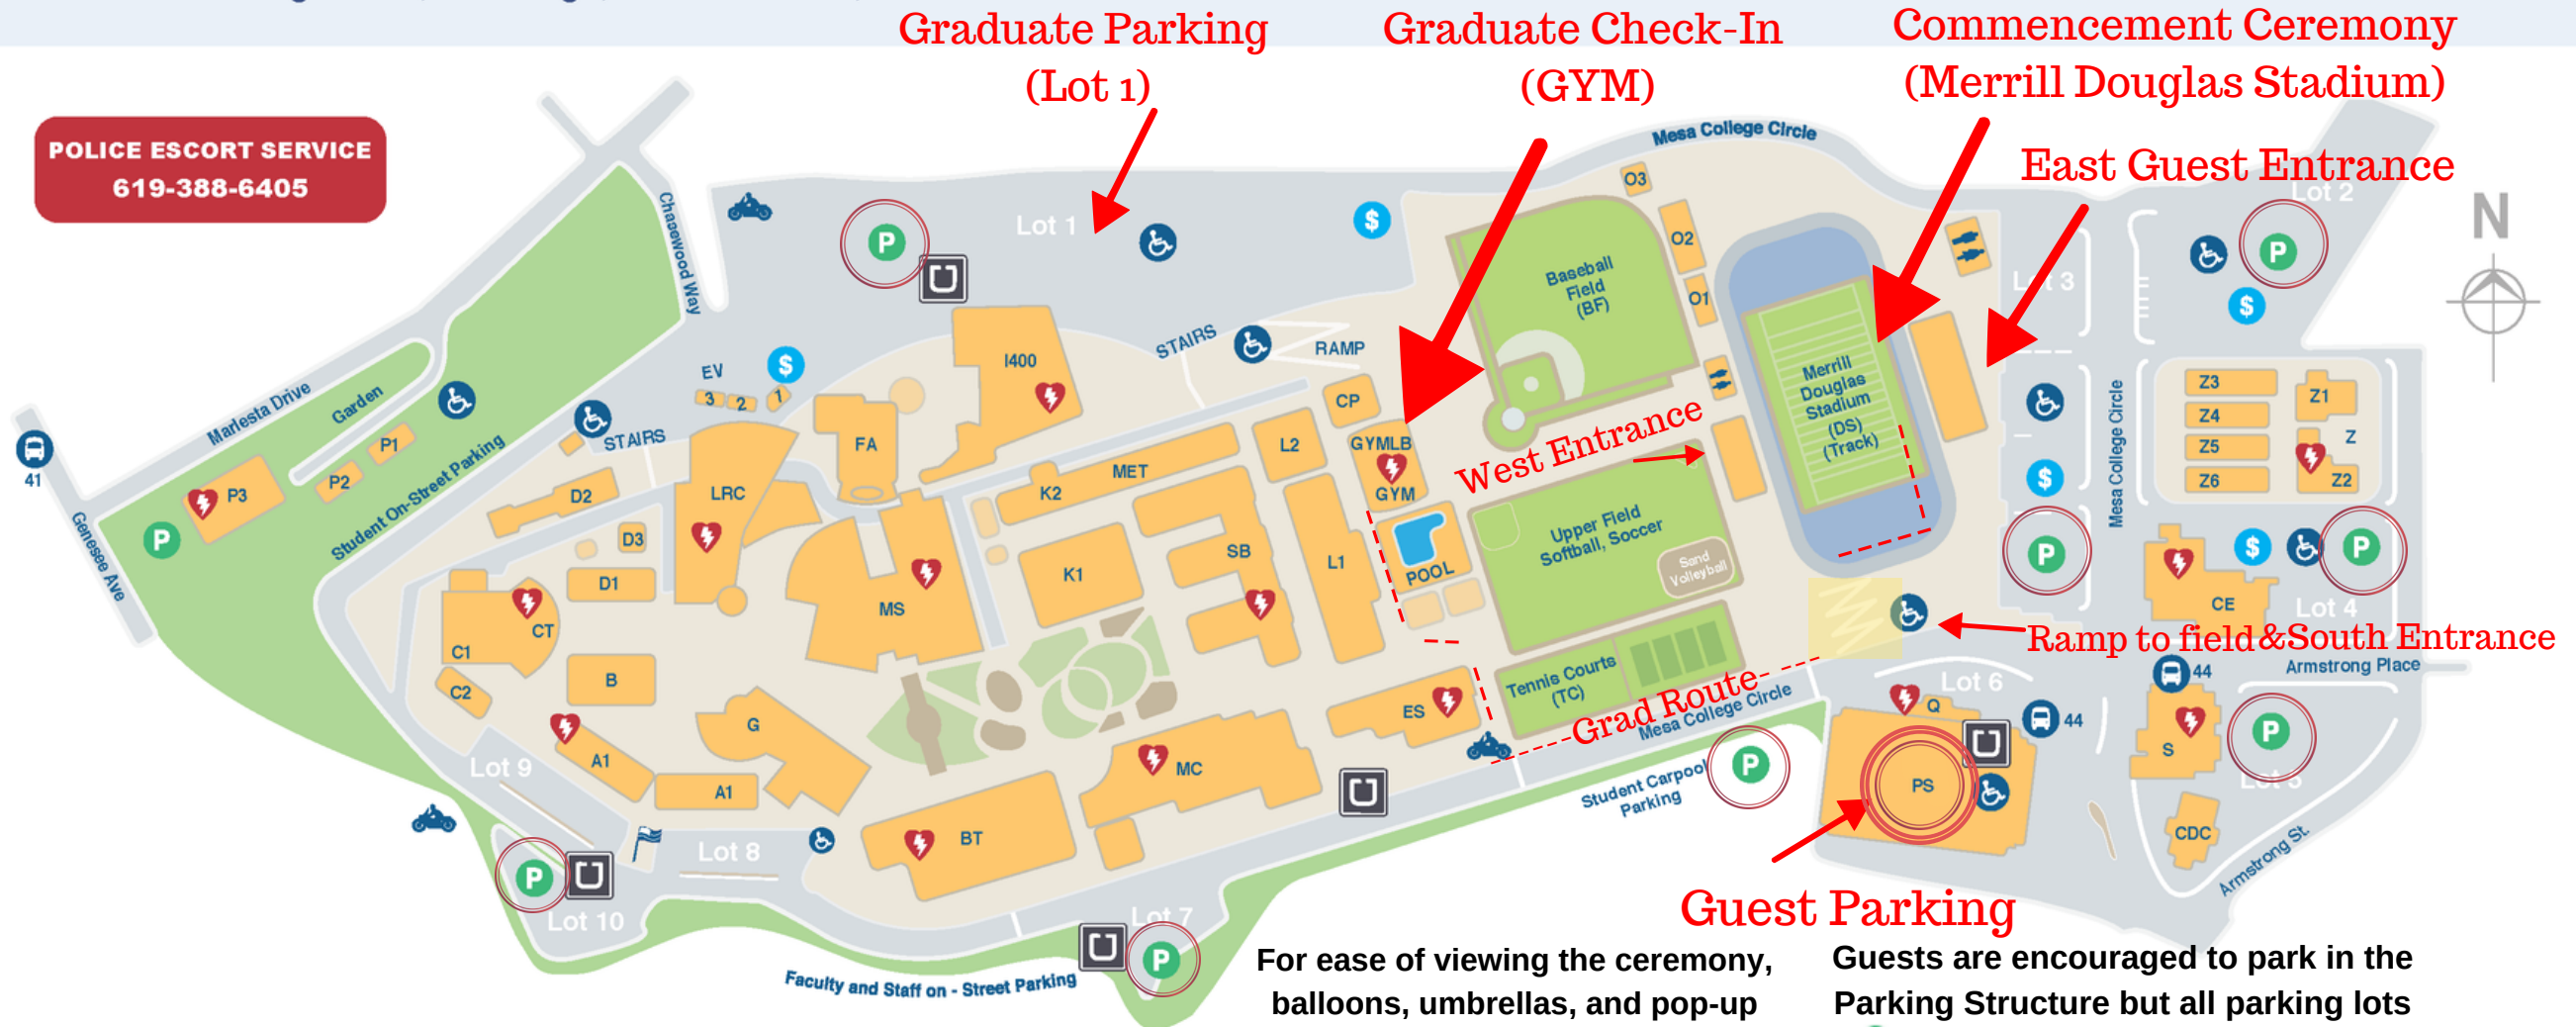 Graduate Parking
(Lot 1)
Graduate Check-In
(GYM)
Commencement Ceremony
(Merrill Douglas Stadium)
East Guest Entrance
POLICE ESCORT SERVICE
619-388-6405
Mesa College Circle
Chasewood Way
Lot 1
P
$
O3
O2
O1
Baseball
Field
(BF)
Lot 2
P
$
N
Lot 3
STAIRS
RAMP
I400
EV
3
2
1
$
FA
CP
Merrill
Douglas
Stadium
(DS)
(Track)
Mesa College Circle
Z3
Z4
Z5
Z6
Z1
Z
Z2
Marlesta Drive
Garden
P1
P2
P3
P
41
Genesee Ave
Student On-Street Parking
STAIRS
D2
LRC
D3
D1
K2
MET
L2
GYMLB
GYM
West Entrance
Upper Field
Softball, Soccer
Sand
Volleyball
POOL
$
P
$
P
CE
Lot 4
MS
K1
SB
L1
CT
C1
C2
B
G
A1
A1
Ramp to field&South Entrance
Armstrong Place
44
Tennis Courts
(TC)
Grad Route
Mesa College Circle
ES
MC
BT
Lot 6
Q
44
PS
S
P
Lot 5
CDC
Armstrong St.
Student Carpool
Parking
P
Lot 9
Lot 8
P
Lot 10
Lot 7
P
Faculty and Staff on - Street Parking
Guest Parking
For ease of viewing the ceremony,
balloons, umbrellas, and pop-up
Guests are encouraged to park in the
Parking Structure but all parking lots